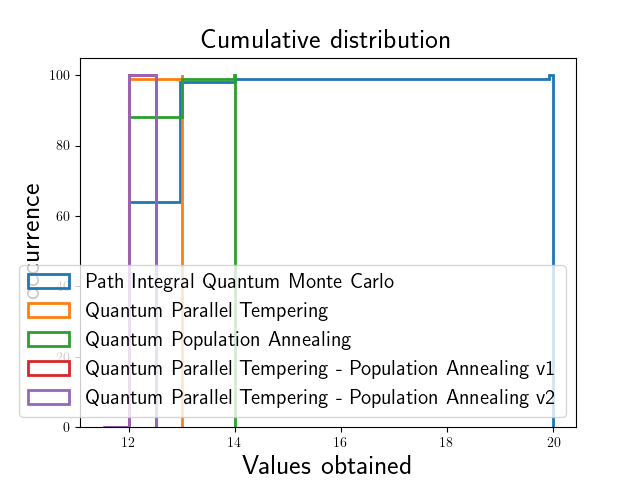 Cumulative distribution
100
80
60
40
20
0
occurrence
Path Integral Quantum Monte Carlo
Quantum Parallel Tempering
Quantum Population Annealing
Quantum Parallel Tempering - Population Annealing v1
Quantum Parallel Tempering - Population Annealing v2
12 14 16 18 20
Values obtained